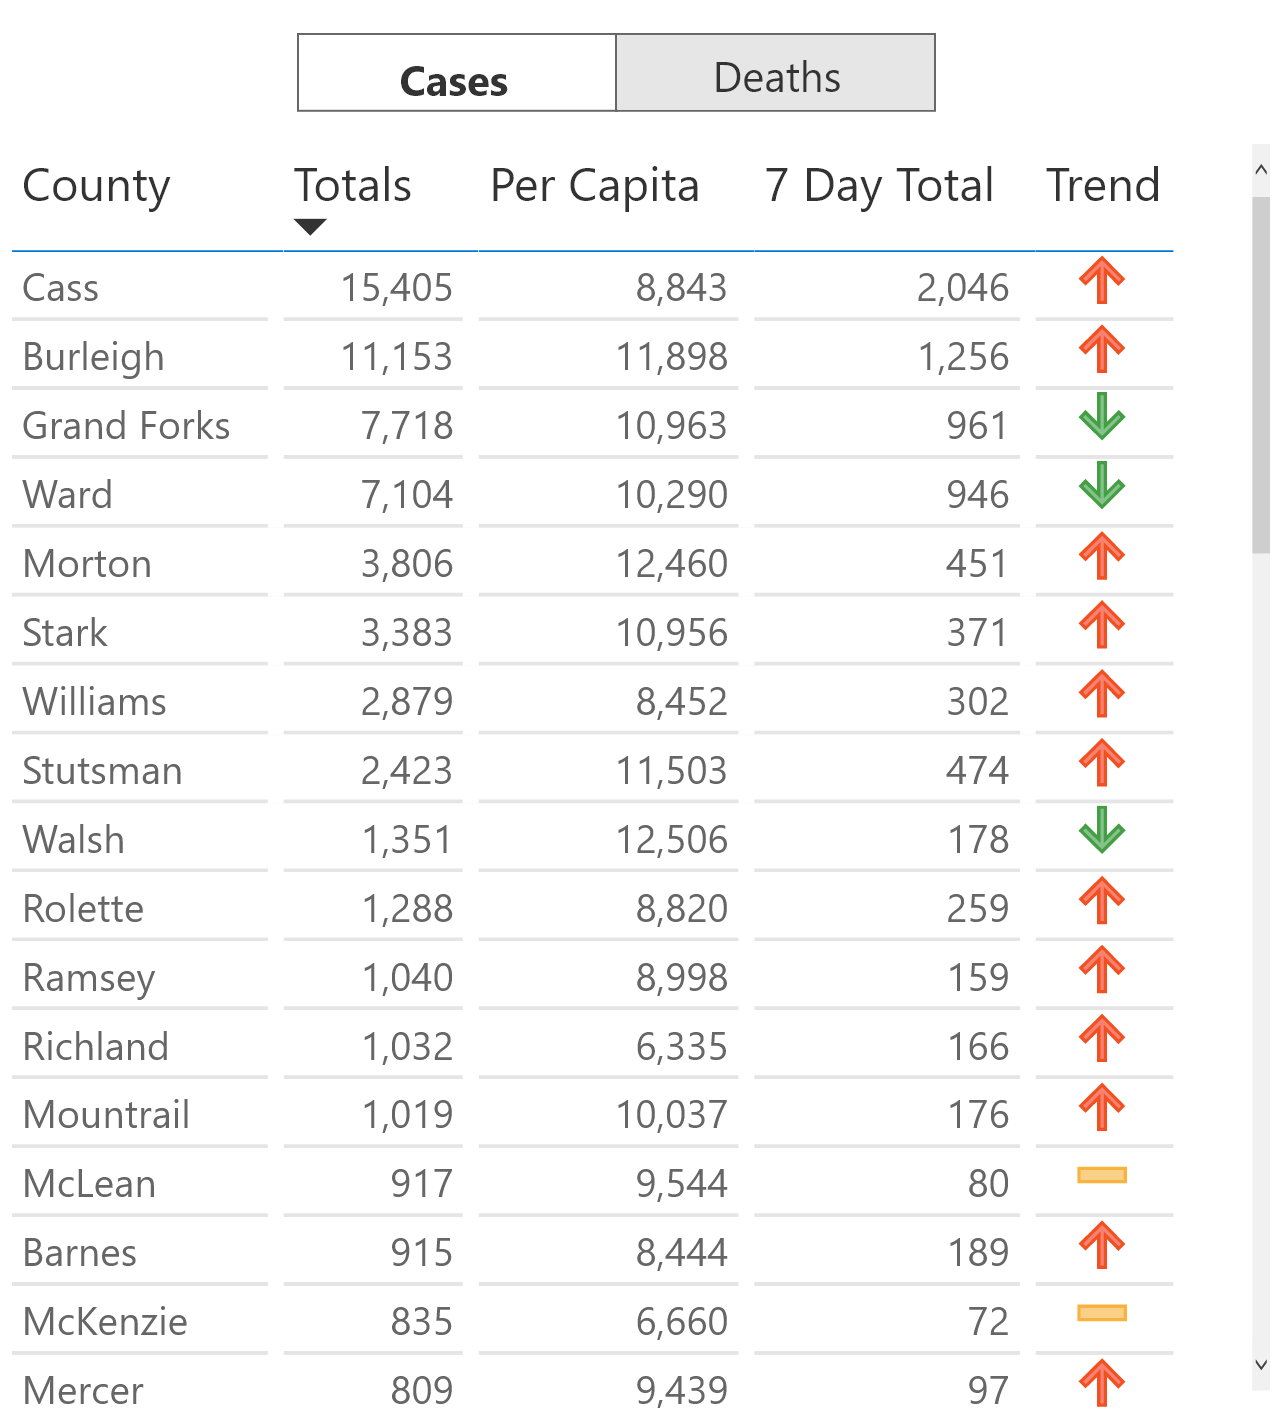 Cases Deaths
County Totals Per Capita 7 Day Total Trend
Cass 15,405 8,843 2,046
Burleigh 11,153 11,898 1,256
Grand Forks 7,718 10,963 961
Ward 7,104 10,290 946
Morton 3,806 12,460 451
Stark 3,383 10,956 371
Williams 2,879 8,452 302
Stutsman 2,423 11,503 474
Walsh 1,351 12,506 178
Rolette 1,288 8,820 259
Ramsey 1,040 8,998 159
Richland 1,032 6,335 166
Mountrail 1,019 10,037 176
McLean 917 9,544 80
Barnes 915 8,444 189
McKenzie 835 6,660 72
Mercer 809 9,439 97